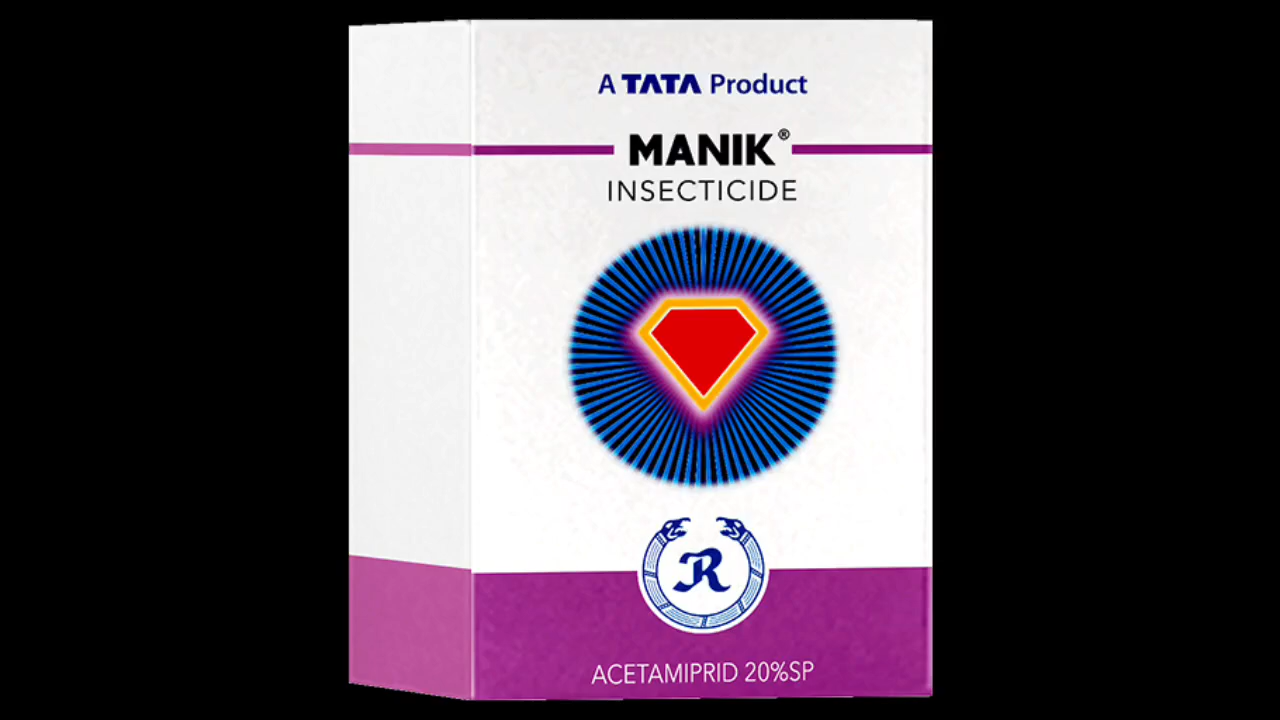 A TATA Product
MANIK®
INSECTICIDE
R
ACETAMIPRID 20%SP